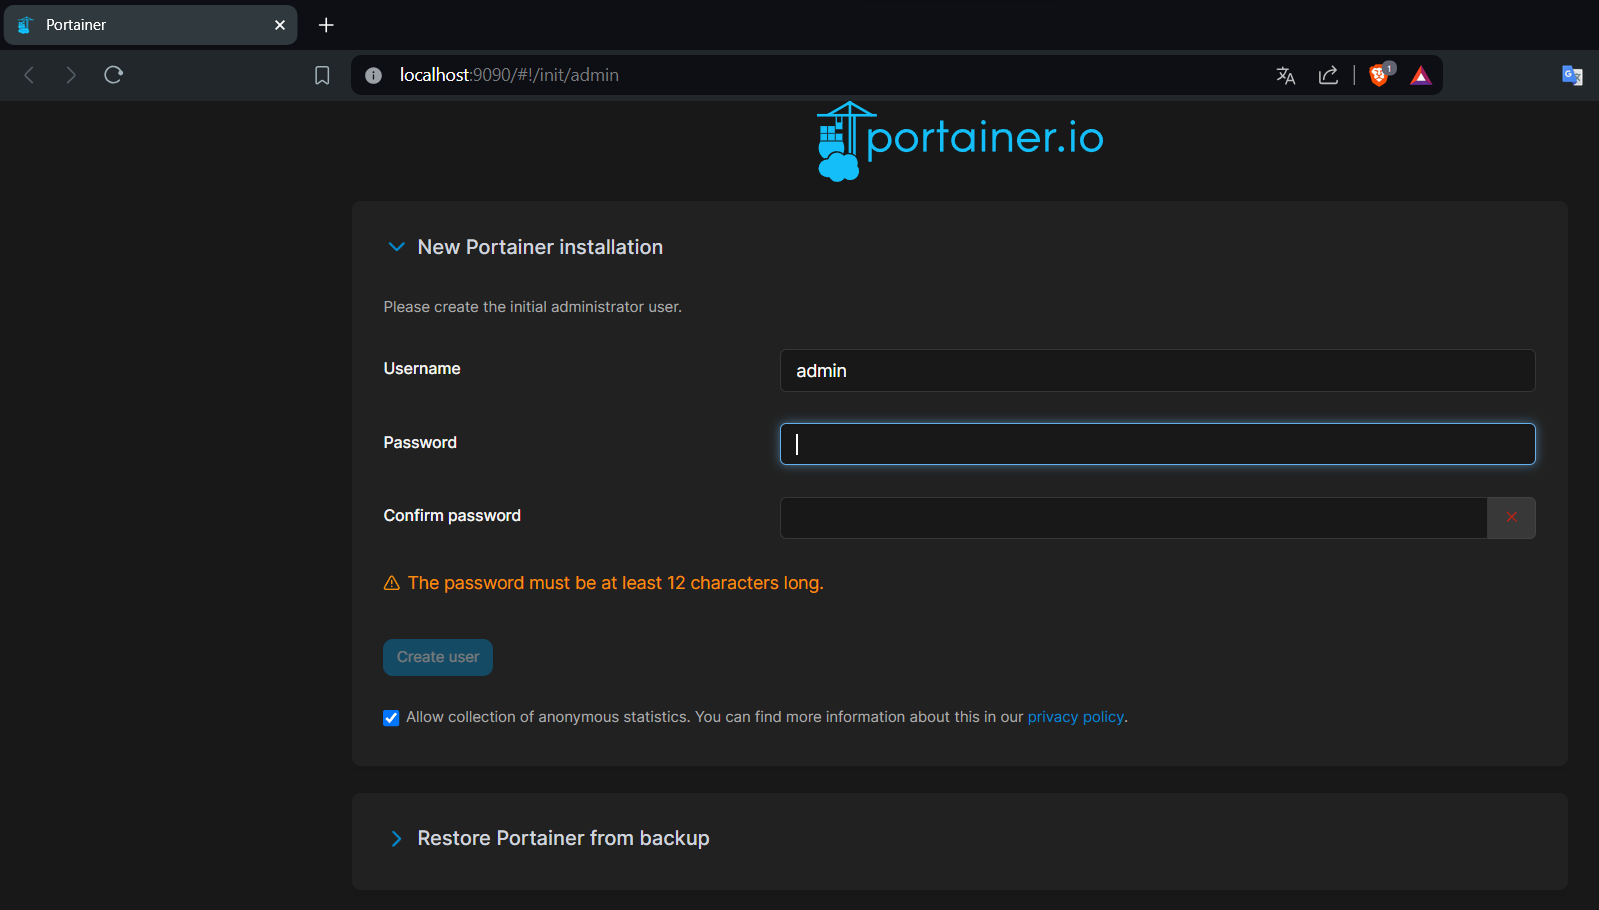 Portainer
localhost:9090/#!/init/admin
1
portainer.io
New Portainer installation
Please create the initial administrator user.
Username
admin
Password
Confirm password
The password must be at least 12 characters long.
Create user
Allow collection of anonymous statistics. You can find more information about this in our privacy policy.
Restore Portainer from backup